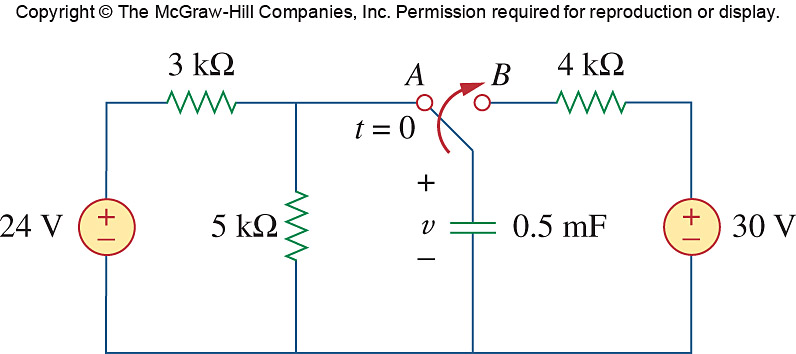 Copyright © The McGraw-Hill Companies, Inc. Permission required for reproduction or display.
3 kΩ
A
B
4 kΩ
t = 0
24 V
+
−
5 kΩ
+
v
−
0.5 mF
+
−
30 V